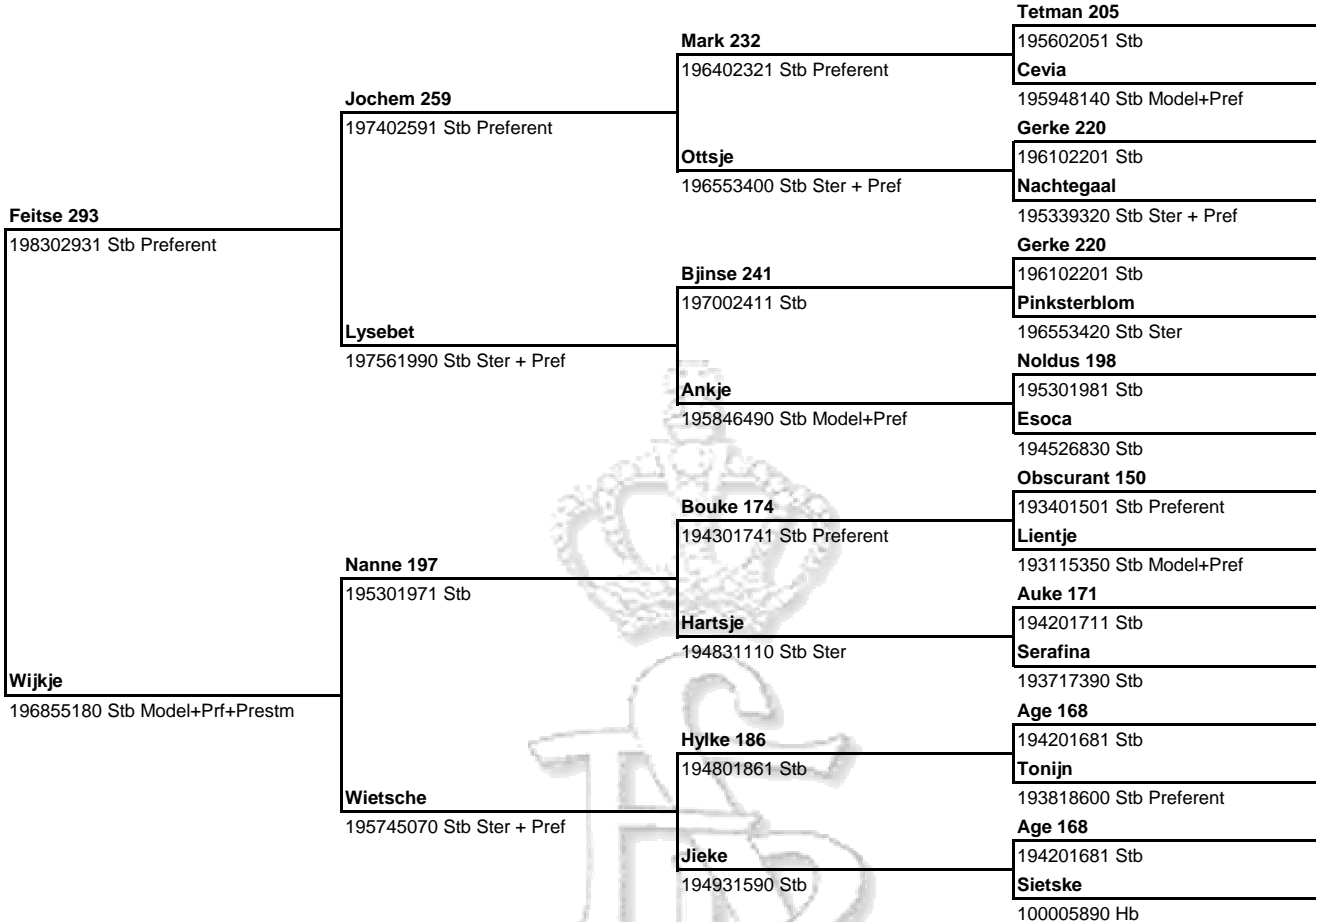 Feitse 293
198302931 Stb Preferent
Wijkje
196855180 Stb Model+Prf+Prestm
Jochem 259
197402591 Stb Preferent
Lysebet
197561990 Stb Ster + Pref
Nanne 197
195301971 Stb
Wietsche
195745070 Stb Ster + Pref
Mark 232
196402321 Stb Preferent
Ottsje
196553400 Stb Ster + Pref
Bjinse 241
197002411 Stb
Ankje
195846490 Stb Model+Pref
Bouke 174
194301741 Stb Preferent
Hartsje
194831110 Stb Ster
Hylke 186
194801861 Stb
Jieke
194931590 Stb
Tetman 205
195602051 Stb
Cevia
195948140 Stb Model+Pref
Gerke 220
196102201 Stb
Nachtegaal
195339320 Stb Ster + Pref
Gerke 220
196102201 Stb
Pinksterblom
196553420 Stb Ster
Noldus 198
195301981 Stb
Esoca
194526830 Stb
Obscurant 150
193401501 Stb Preferent
Lientje
193115350 Stb Model+Pref
Auke 171
194201711 Stb
Serafina
193717390 Stb
Age 168
194201681 Stb
Tonijn
193818600 Stb Preferent
Age 168
194201681 Stb
Sietske
100005890 Hb